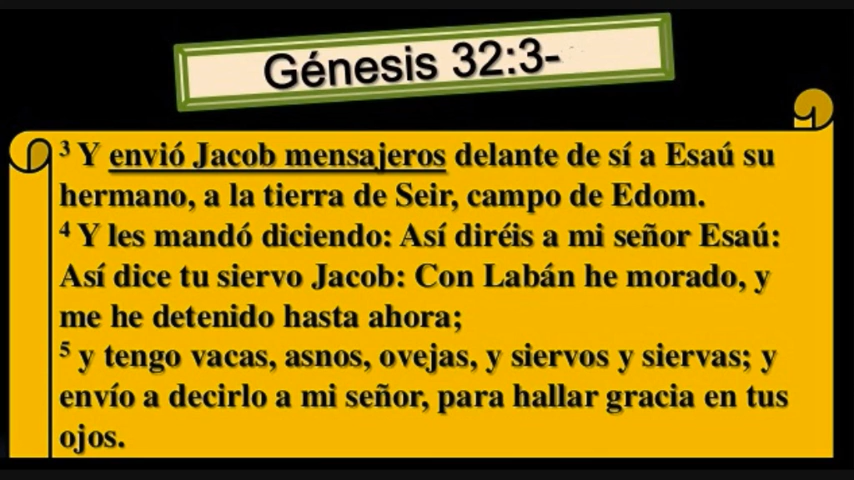 Génesis 32:3-
3 Y envió Jacob mensajeros delante de sí a Esaú su
hermano, a la tierra de Seir, campo de Edom.
4 Y les mandó diciendo: Así diréis a mi señor Esaú:
Así dice tu siervo Jacob: Con Labán he morado, y
me he detenido hasta ahora;
5 y tengo vacas, asnos, ovejas, y siervos y siervas; y
envío a decirlo a mi señor, para hallar gracia en tus
ojos.